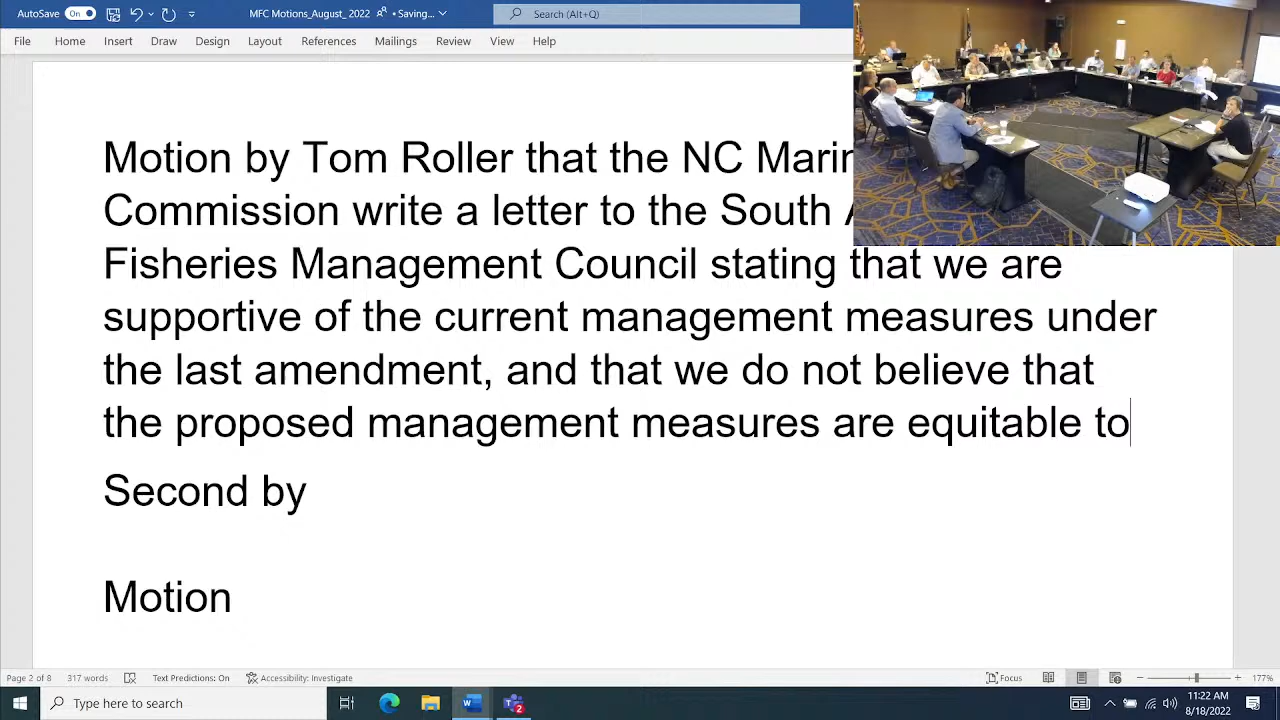 AutoSave On MFC Motions_August_ 2022 • Saving... Search (Alt+Q)
File Home Insert Draw Design Layout References Mailings Review View Help
Motion by Tom Roller that the NC Marin
Commission write a letter to the South A
Fisheries Management Council stating that we are
supportive of the current management measures under
the last amendment, and that we do not believe that
the proposed management measures are equitable to
Second by
Motion
Page 2 of 8 317 words Text Predictions: On Accessibility: Investigate Focus 177%
Type here to search 11:22 AM
8/18/2022